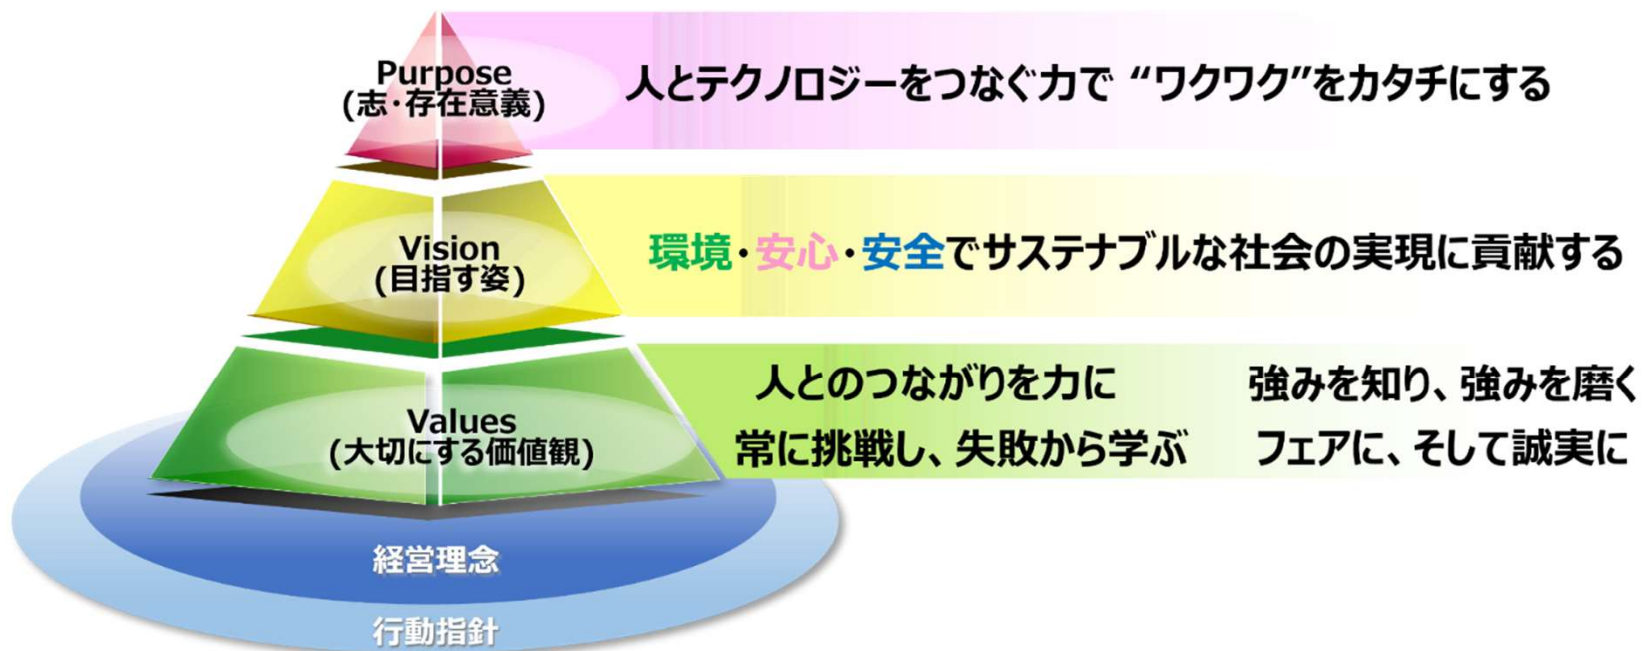 Purpose
(志・存在意義)
人とテクノロジーをつなぐ力で “ワクワク”をカタチにする
Vision
(目指す姿)
環境・安心・安全でサステナブルな社会の実現に貢献する
Values
(大切にする価値観)
人とのつながりを力に
強みを知り、強みを磨く
常に挑戦し、失敗から学ぶ
フェアに、そして誠実に
経営理念
行動指針